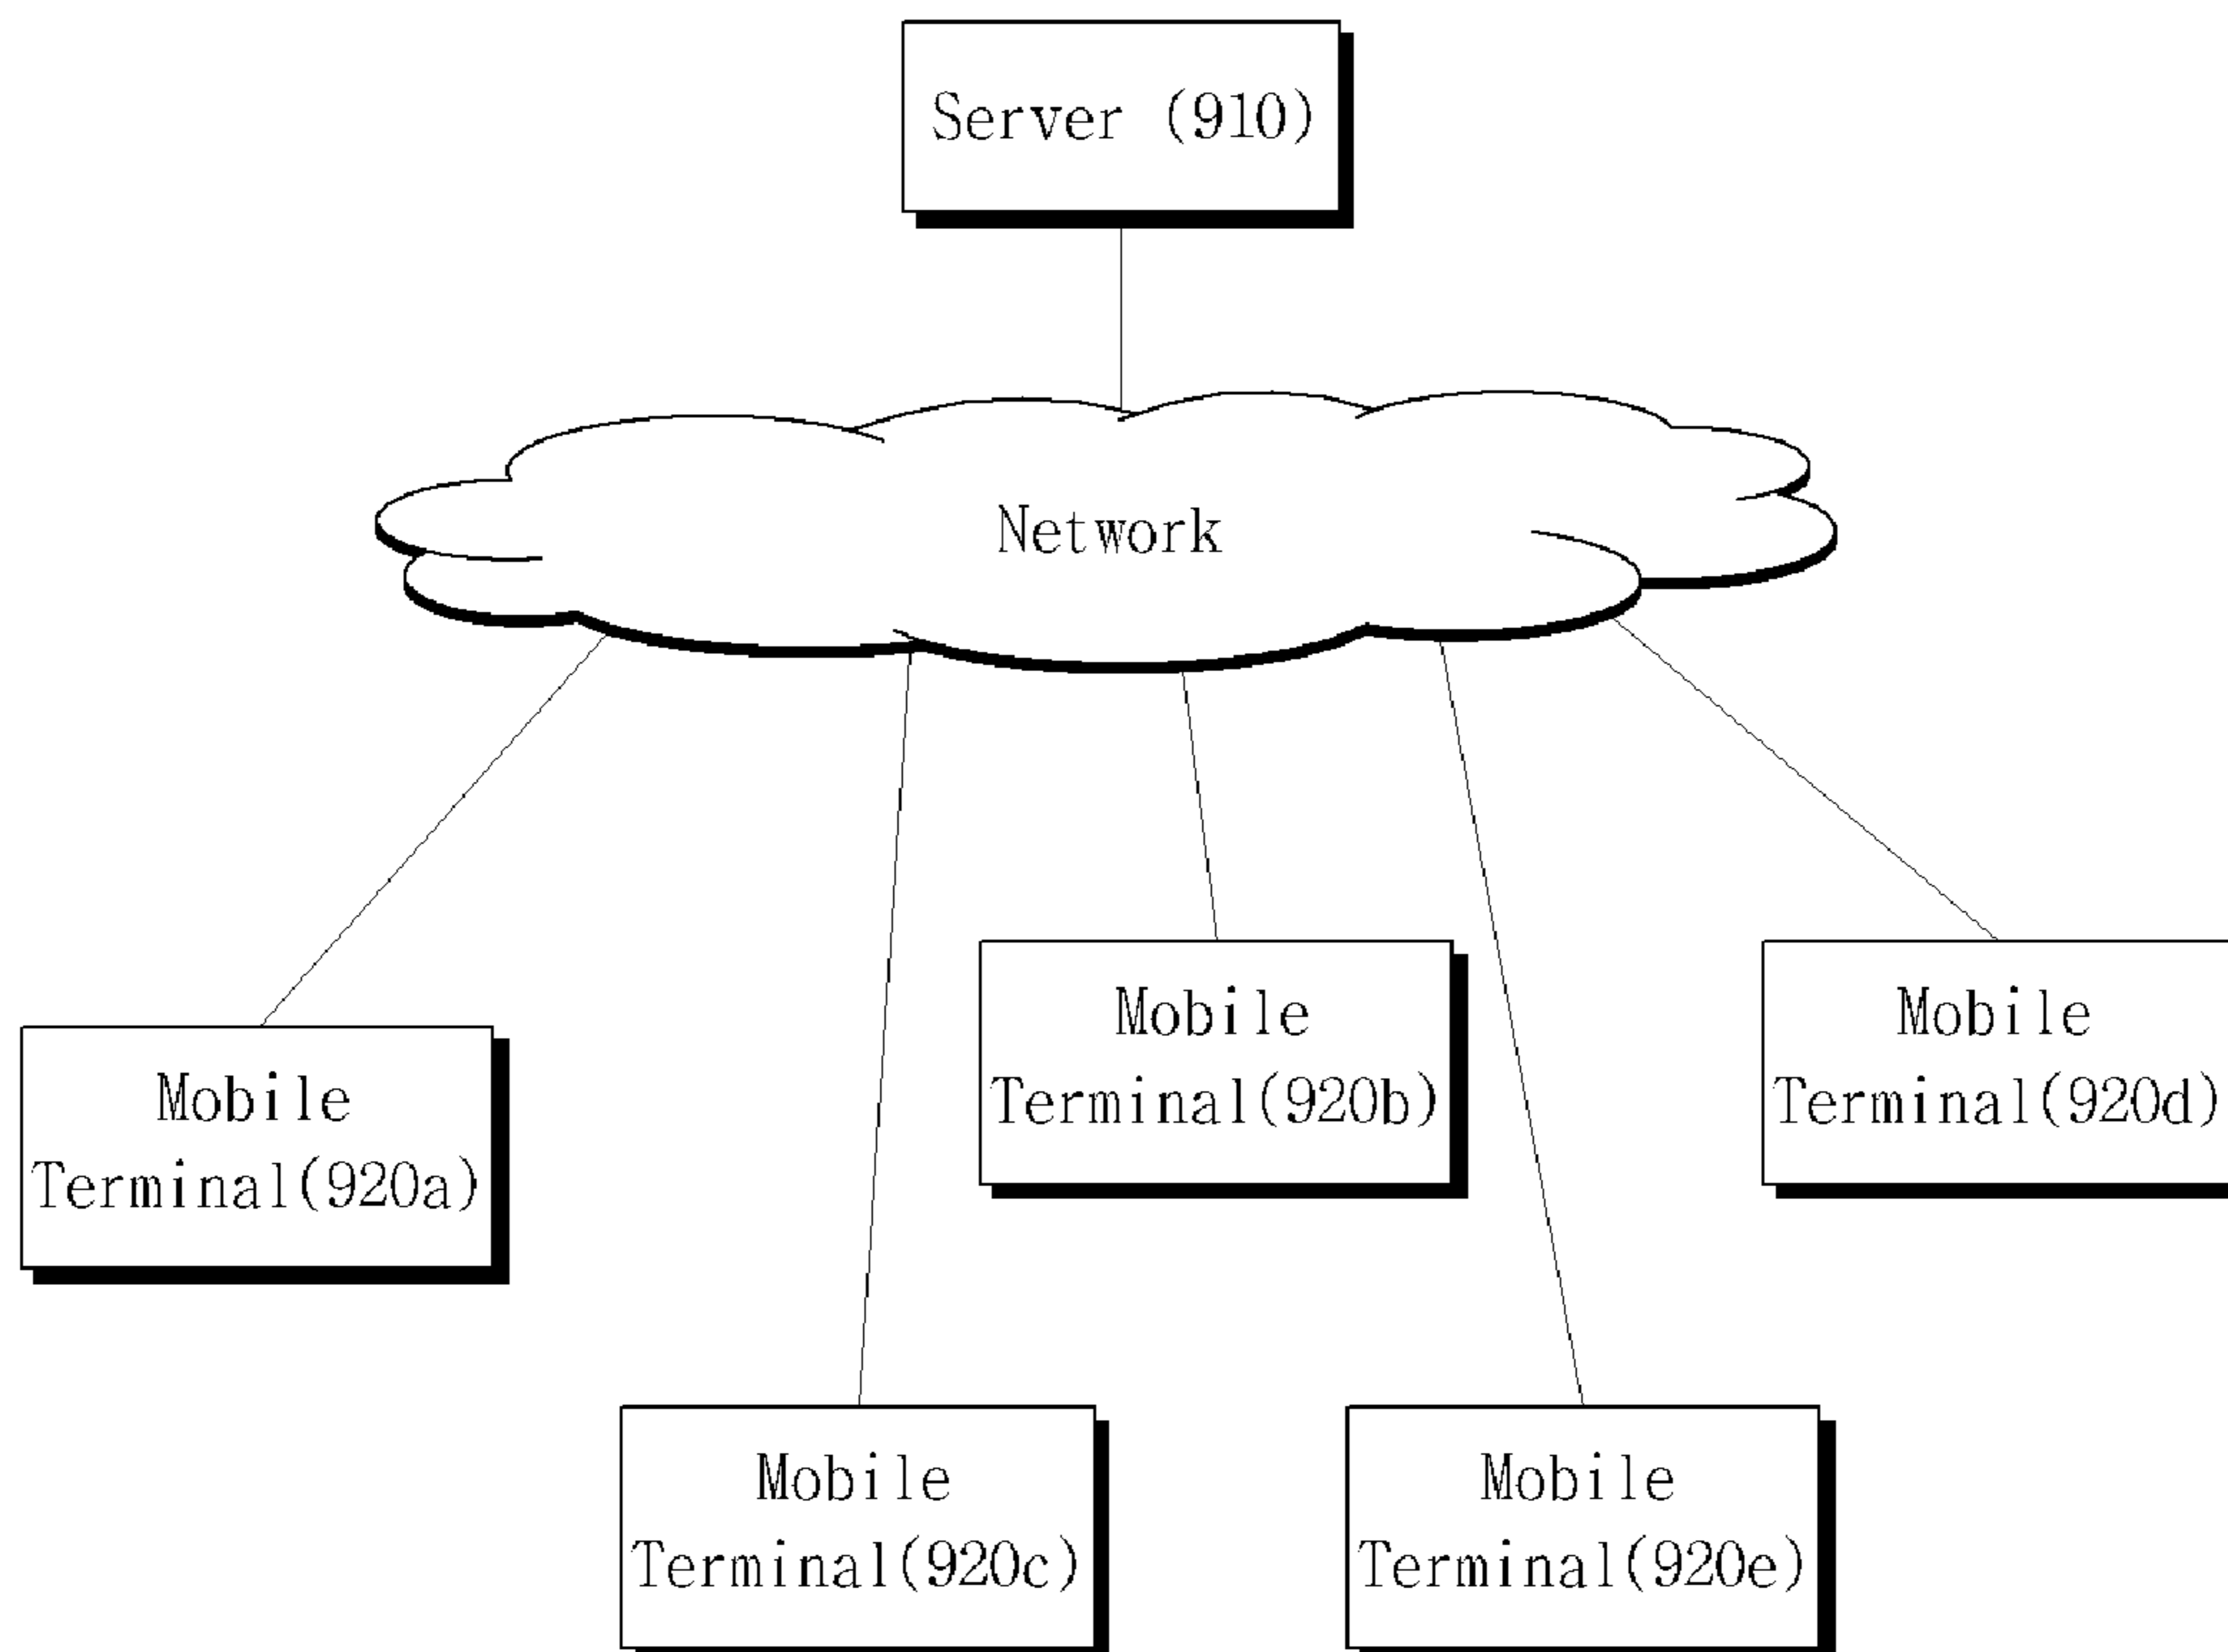 Server (910)
Network
Mobile
Terminal(920a)
Mobile
Terminal(920b)
Mobile
Terminal(920d)
Mobile
Terminal(920c)
Mobile
Terminal(920e)